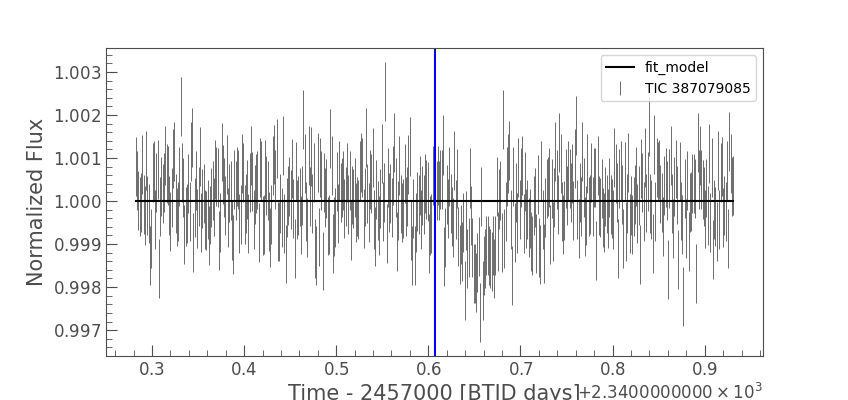 fit_model
TIC 387079085
1.003
1.002
1.001
1.000
0.999
0.998
0.997
Normalized Flux
0.3 0.4 0.5 0.6 0.7 0.8 0.9
Time - 2457000 [BTJD days]
+2.3400000000 × 10³